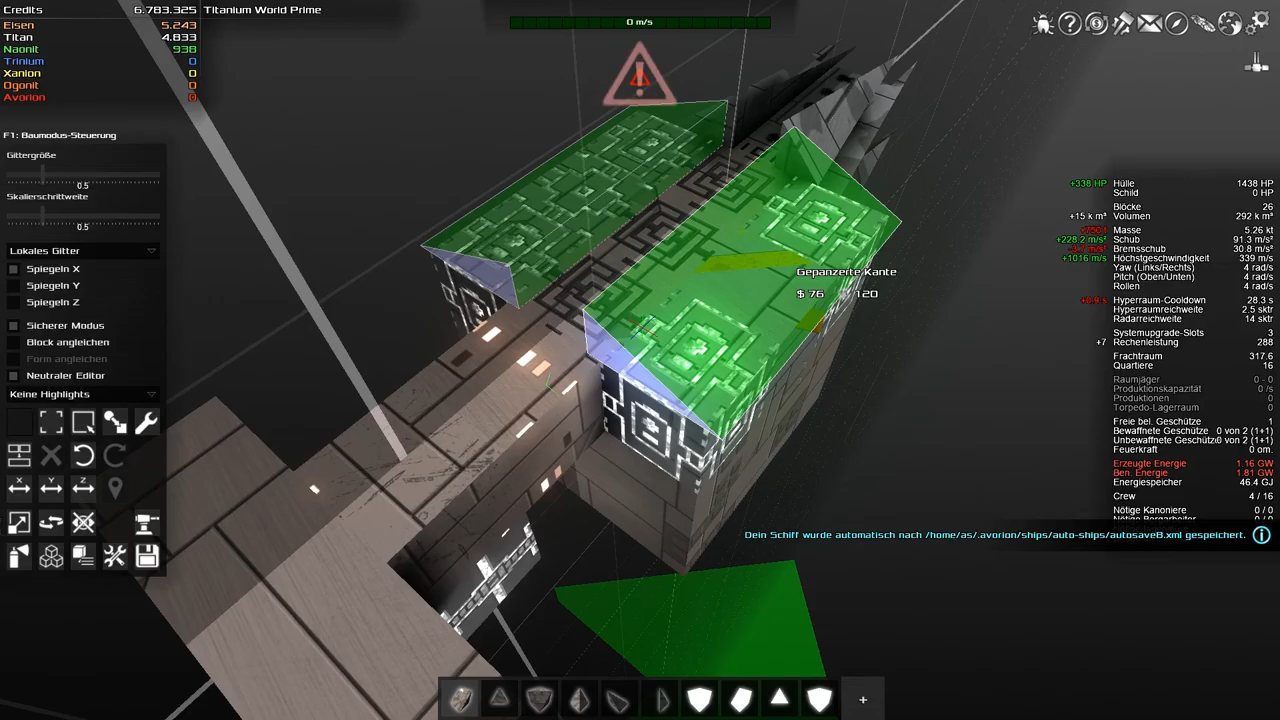 Credits 6.783.325 Titanium World Prime
Eisen 5.243
Titan 4.833
Naonit 938
Trinium 0
Xanion 0
Ogonit 0
Avorion 0
0 m/s
F1: Baumodus-Steuerung
Gittergröße
0.5
Skalierschrittweite
0.5
Lokales Gitter
Spiegeln X
Spiegeln Y
Spiegeln Z
Sicherer Modus
Block angleichen
Form angleichen
Neutraler Editor
Keine Highlights
X Y Z
Gepanzerte Kante
$ 76 120
+338 HP Hülle 1438 HP
Schild 0 HP
Blöcke 26
+15 k m³ Volumen 292 k m³
Masse 5.26 kt
+228.2 m/s² Schub 91.3 m/s²
Bremsschub 30.8 m/s²
+1016 m/s Höchstgeschwindigkeit 339 m/s
Yaw (Links/Rechts) 4 rad/s
Pitch (Oben/Unten) 4 rad/s
Rollen 4 rad/s
+0.9 s Hyperraum-Cooldown 28.3 s
Hyperraumreichweite 2.5 sktr
Radarreichweite 14 sktr
Systemupgrade-Slots 3
+7 Rechenleistung 288
Frachtraum 317.6
Quartiere 16
Raumjäger 0 - 0
Produktionskapazität 0 /s
Produktionen 0
Torpedo-Lagerraum 0
Freie bel. Geschütze 1
Bewaffnete Geschütze 0 von 2 (1+1)
Unbewaffnete Geschütze 0 von 2 (1+1)
Feuerkraft 0 om.
Erzeugte Energie 1.16 GW
Ben. Energie 1.81 GW
Energiespeicher 46.4 GJ
Crew 4 / 16
Nötige Kanoniere 0 / 0
Nötige Bergarbeiter 0 / 0
Dein Schiff wurde automatisch nach /home/as/.avorion/ships/auto-ships/autosave8.xml gespeichert.